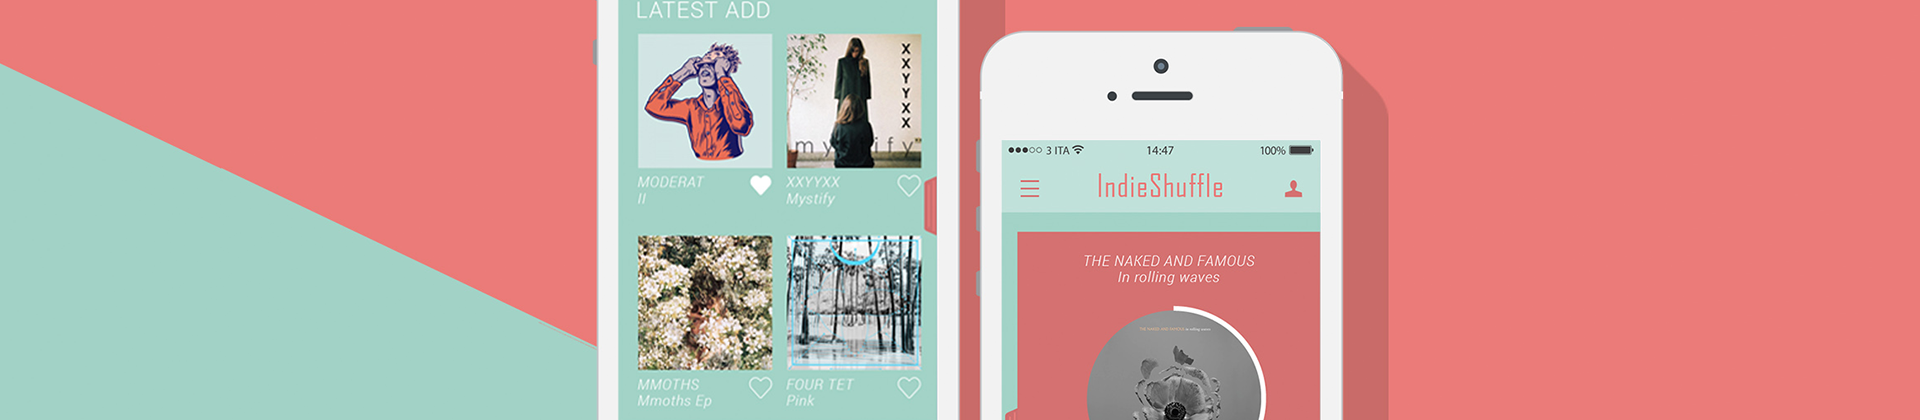 LATEST ADD
XXYYXX
mystify
MODERAT
II
XXYYXX
Mystify
MMOTHS
Mmoths Ep
FOUR TET
Pink
3 ITA
14:47
100%
IndieShuffle
THE NAKED AND FAMOUS
In rolling waves
THE NAKED AND FAMOUS in rolling waves